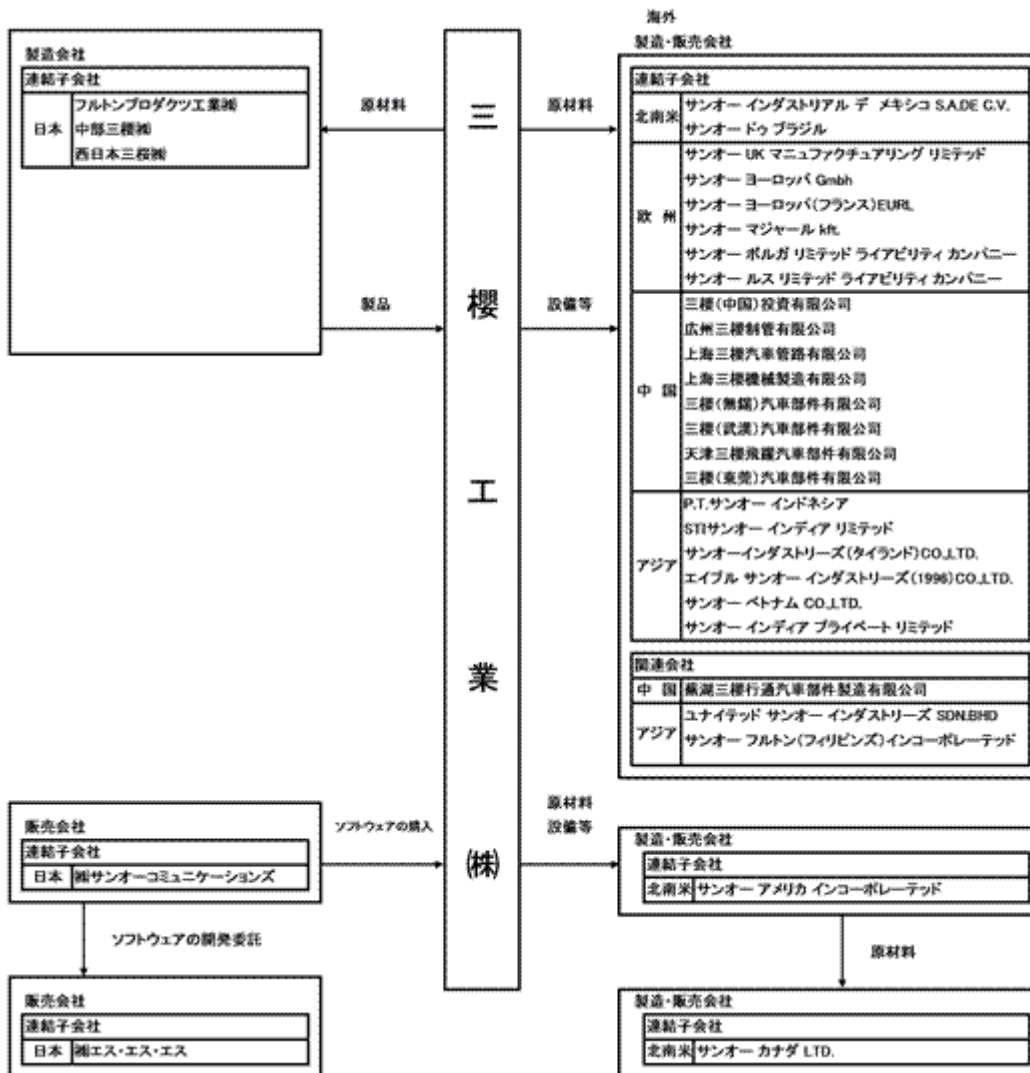 製造会社
連結子会社
日本
フルトンプロダクツ工業㈱
中部三櫻㈱
西日本三桜㈱
原材料
製品
三櫻工業㈱
原材料
設備等
海外
製造・販売会社
連結子会社
北南米
サンオー インダストリアル デ メキシコ S.A.DE C.V.
サンオー ドゥ ブラジル
欧 州
サンオー UK マニュファクチュアリング リミテッド
サンオー ヨーロッパ Gmbh
サンオー ヨーロッパ(フランス)EURL
サンオー マジャール kft.
サンオー ボルガ リミテッド ライアビリティ カンパニー
サンオー ルス リミテッド ライアビリティ カンパニー
中 国
三櫻(中国)投資有限公司
広州三櫻制管有限公司
上海三櫻汽車管路有限公司
上海三櫻機械製造有限公司
三櫻(無錫)汽車部件有限公司
三櫻(武漢)汽車部件有限公司
天津三櫻飛躍汽車部件有限公司
三櫻(東莞)汽車部件有限公司
アジア
P.T.サンオー インドネシア
STIサンオー インディア リミテッド
サンオーインダストリーズ(タイランド)CO.,LTD.
エイブル サンオー インダストリーズ(1996)CO.,LTD.
サンオー ベトナム CO.,LTD.
サンオー インディア プライベート リミテッド
関連会社
中 国
蕪湖三櫻行通汽車部件製造有限公司
アジア
ユナイテッド サンオー インダストリーズ SDN.BHD
サンオー フルトン(フィリピンズ)インコーポレーテッド
販売会社
連結子会社
日本
㈱サンオーコミュニケーションズ
ソフトウェアの購入
ソフトウェアの開発委託
販売会社
連結子会社
日本
㈱エス・エス・エス
原材料
設備等
製造・販売会社
連結子会社
北南米
サンオー アメリカ インコーポレーテッド
原材料
製造・販売会社
連結子会社
北南米
サンオー カナダ LTD.